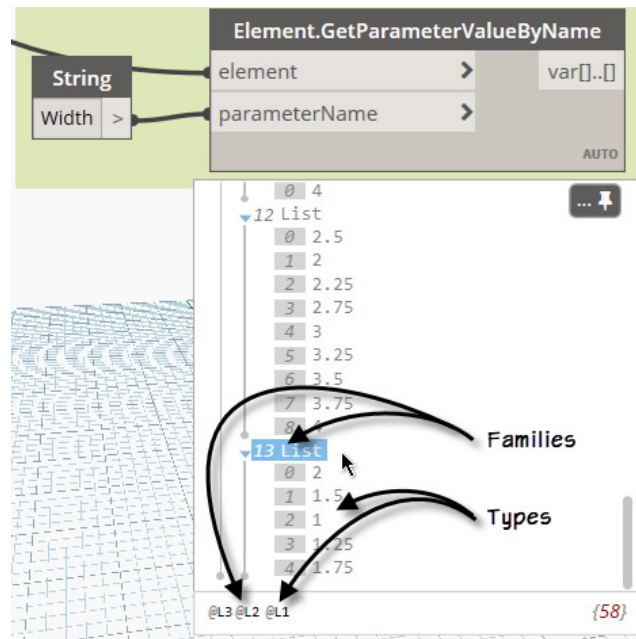 Element.GetParameterValueByName
String
element > var[]..[]
Width >
parameterName >
AUTO
0 4
...
12 List
0 2.5
1 2
2 2.25
3 2.75
4 3
5 3.25
6 3.5
7 3.75
8 4
Families
13 List
0 2
1 1.5
Types
2 1
3 1.25
4 1.75
@L3 @L2 @L1 {58}